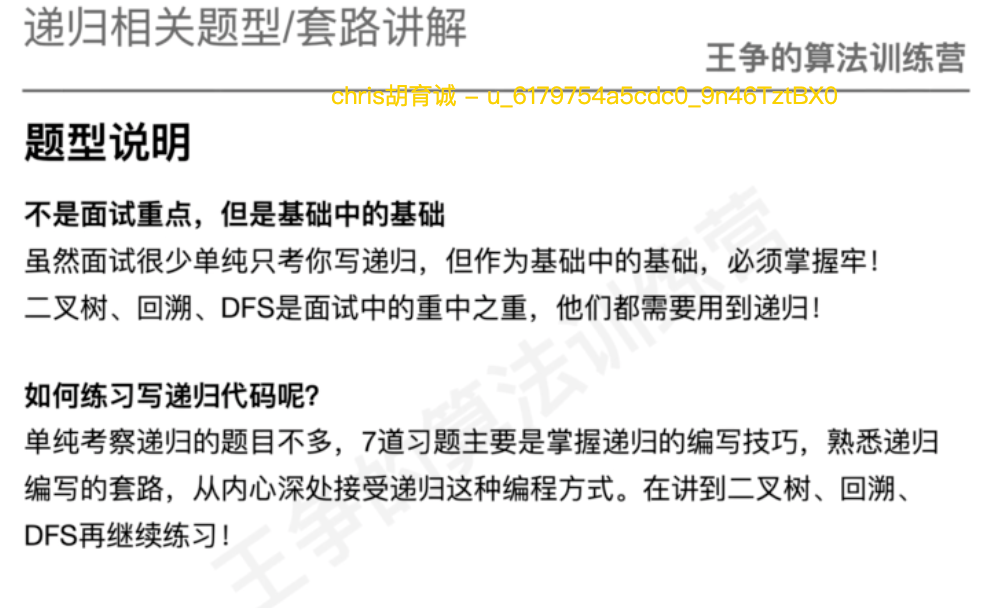 递归相关题型/套路讲解
王争的算法训练营
chris胡育诚 - u_6179754a5cdc0_9n46TztBX0
题型说明
不是面试重点，但是基础中的基础
虽然面试很少单纯只考你写递归，但作为基础中的基础，必须掌握牢！
二叉树、回溯、DFS是面试中的重中之重，他们都需要用到递归！
如何练习写递归代码呢？
单纯考察递归的题目不多，7道习题主要是掌握递归的编写技巧，熟悉递归
编写的套路，从内心深处接受递归这种编程方式。在讲到二叉树、回溯、
DFS再继续练习！
王争的算法训练营